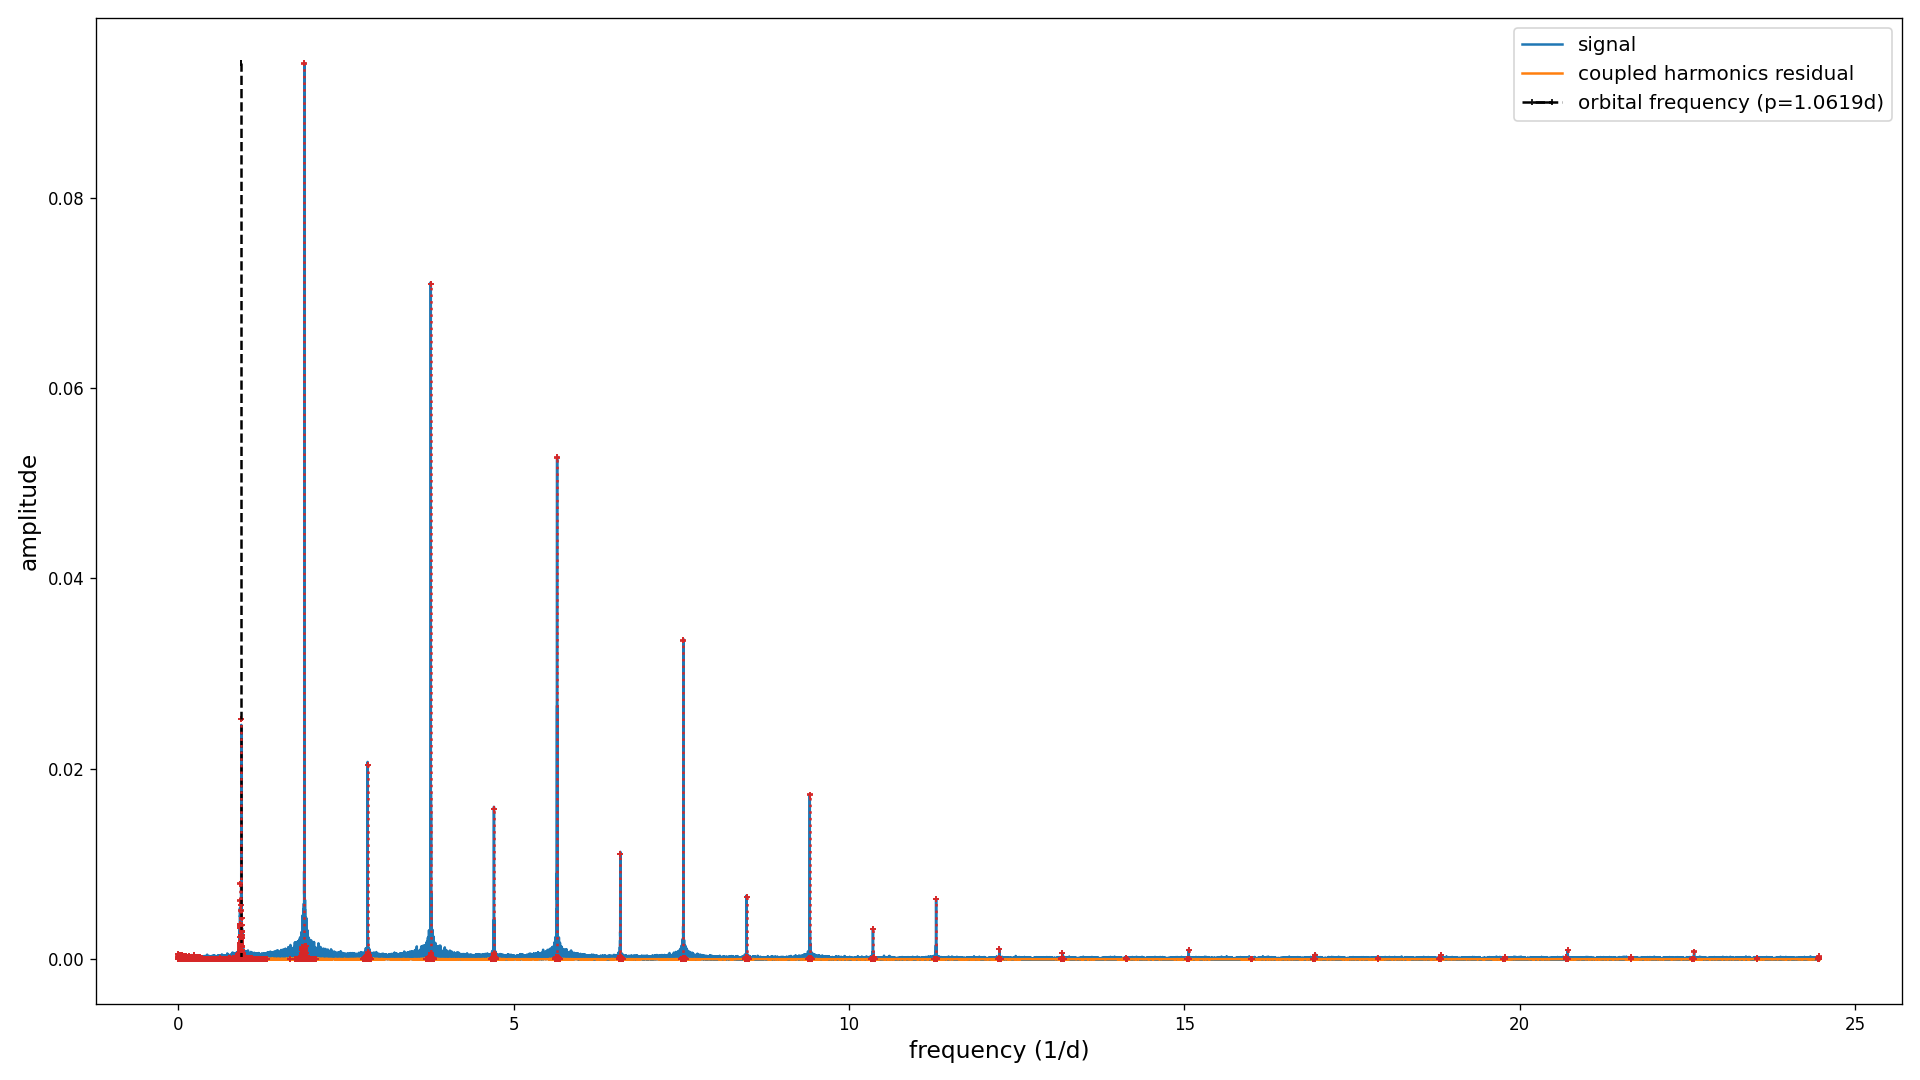 signal
coupled harmonics residual
orbital frequency (p=1.0619d)
amplitude
0.08
0.06
0.04
0.02
0.00
0 5 10 15 20 25
frequency (1/d)